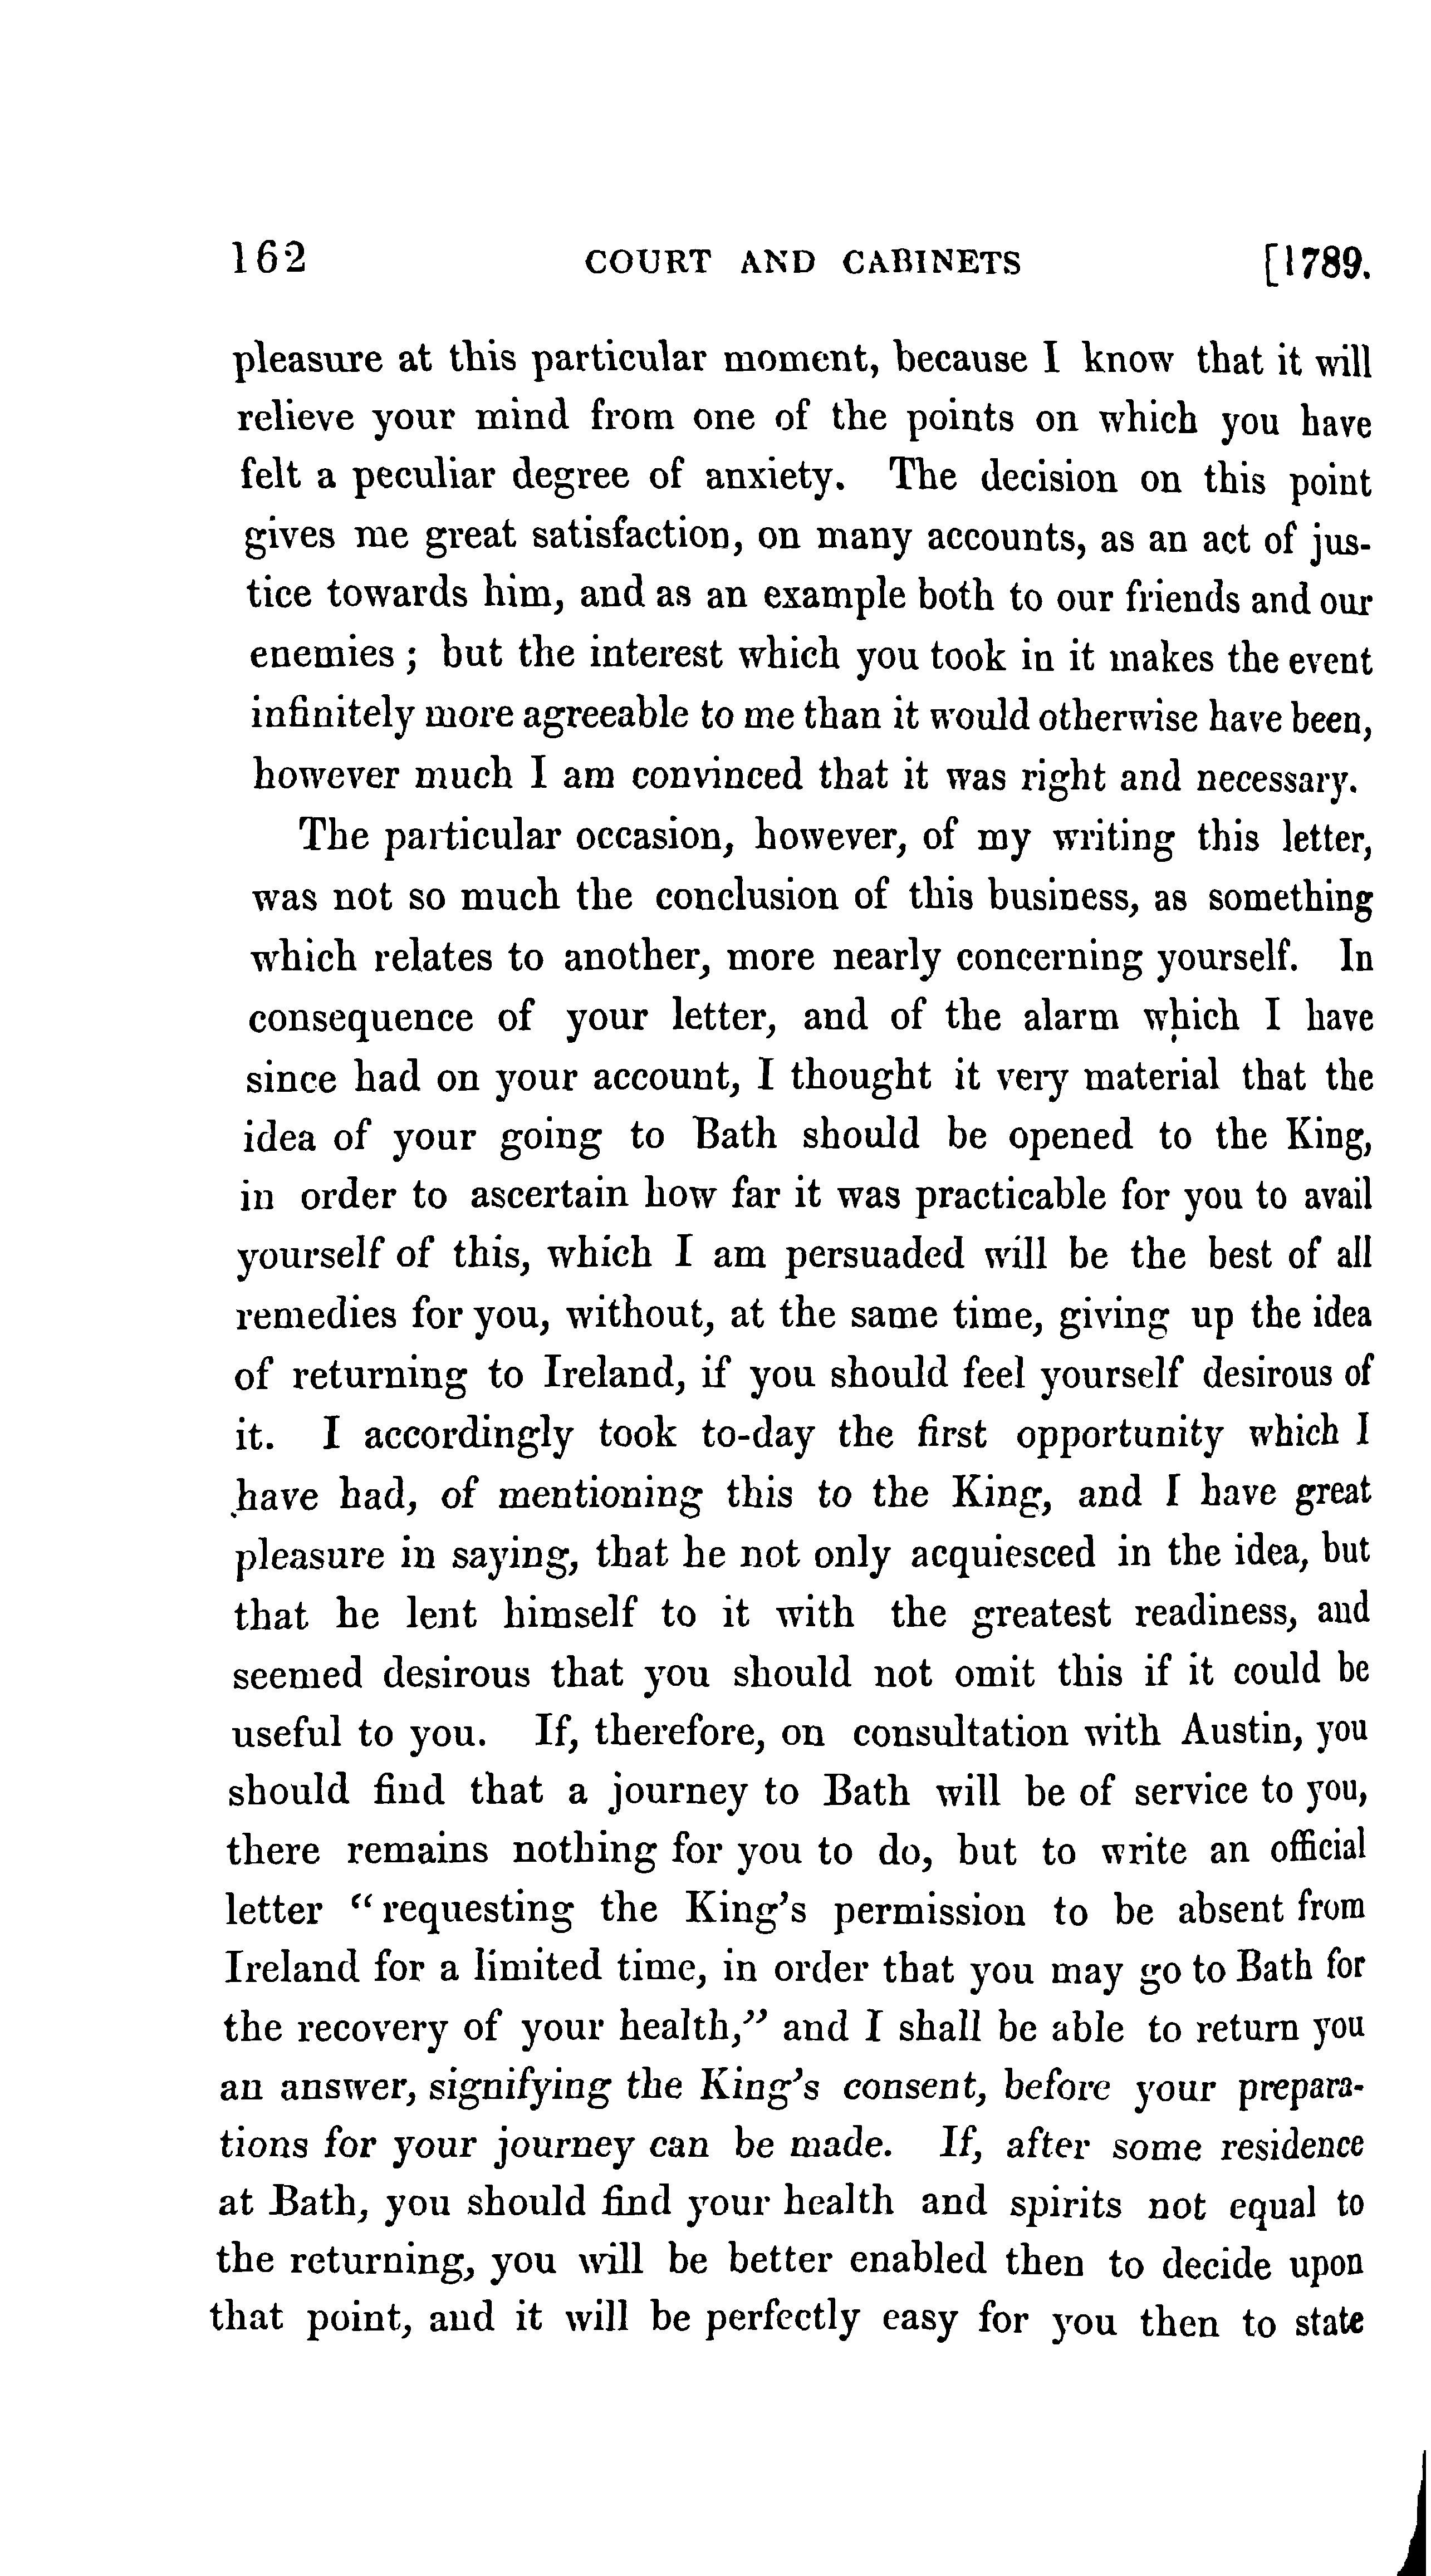 162 COURT AND CABINETS [1789.
pleasure at this particular moment, because I know that it will
relieve your mind from one of the points on which you have
felt a peculiar degree of anxiety. The decision on this point
gives me great satisfaction, on many accounts, as an act of jus-
tice towards him, and as an example both to our friends and our
enemies ; but the interest which you took in it makes the event
infinitely more agreeable to me than it would otherwise have been,
however much I am convinced that it was right and necessary.
The particular occasion, however, of my writing this letter,
was not so much the conclusion of this business, as something
which relates to another, more nearly concerning yourself. In
consequence of your letter, and of the alarm which I have
since had on your account, I thought it very material that the
idea of your going to Bath should be opened to the King,
in order to ascertain how far it was practicable for you to avail
yourself of this, which I am persuaded will be the best of all
remedies for you, without, at the same time, giving up the idea
of returning to Ireland, if you should feel yourself desirous of
it. I accordingly took to-day the first opportunity which I
have had, of mentioning this to the King, and I have great
pleasure in saying, that he not only acquiesced in the idea, but
that he lent himself to it with the greatest readiness, and
seemed desirous that you should not omit this if it could be
useful to you. If, therefore, on consultation with Austin, you
should find that a journey to Bath will be of service to you,
there remains nothing for you to do, but to write an official
letter "requesting the King's permission to be absent from
Ireland for a limited time, in order that you may go to Bath for
the recovery of your health," and I shall be able to return you
an answer, signifying the King's consent, before your prepara-
tions for your journey can be made. If, after some residence
at Bath, you should find your health and spirits not equal to
the returning, you will be better enabled then to decide upon
that point, and it will be perfectly easy for you then to state